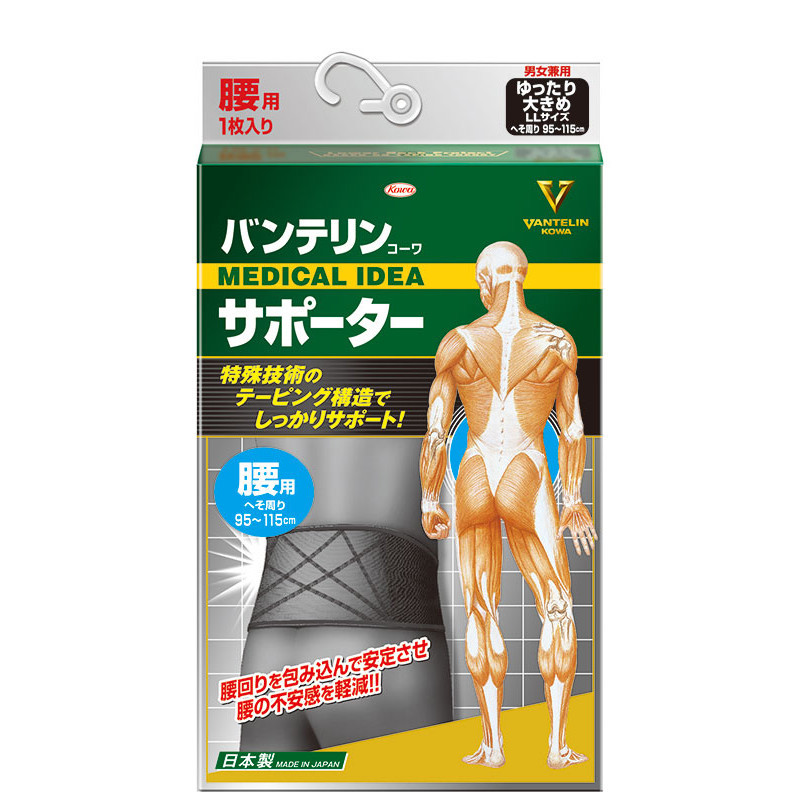 腰用
1枚入り
男女兼用
ゆったり
大きめ
LLサイズ
へそ周り 95~115cm
Kowa
VANTELIN
KOWA
バンテリンコーワ
MEDICAL IDEA
サポーター
特殊技術の
テーピング構造で
しっかりサポート!
腰用
へそ周り
95~115cm
腰回りを包み込んで安定させ
腰の不安感を軽減!!
日本製 MADE IN JAPAN